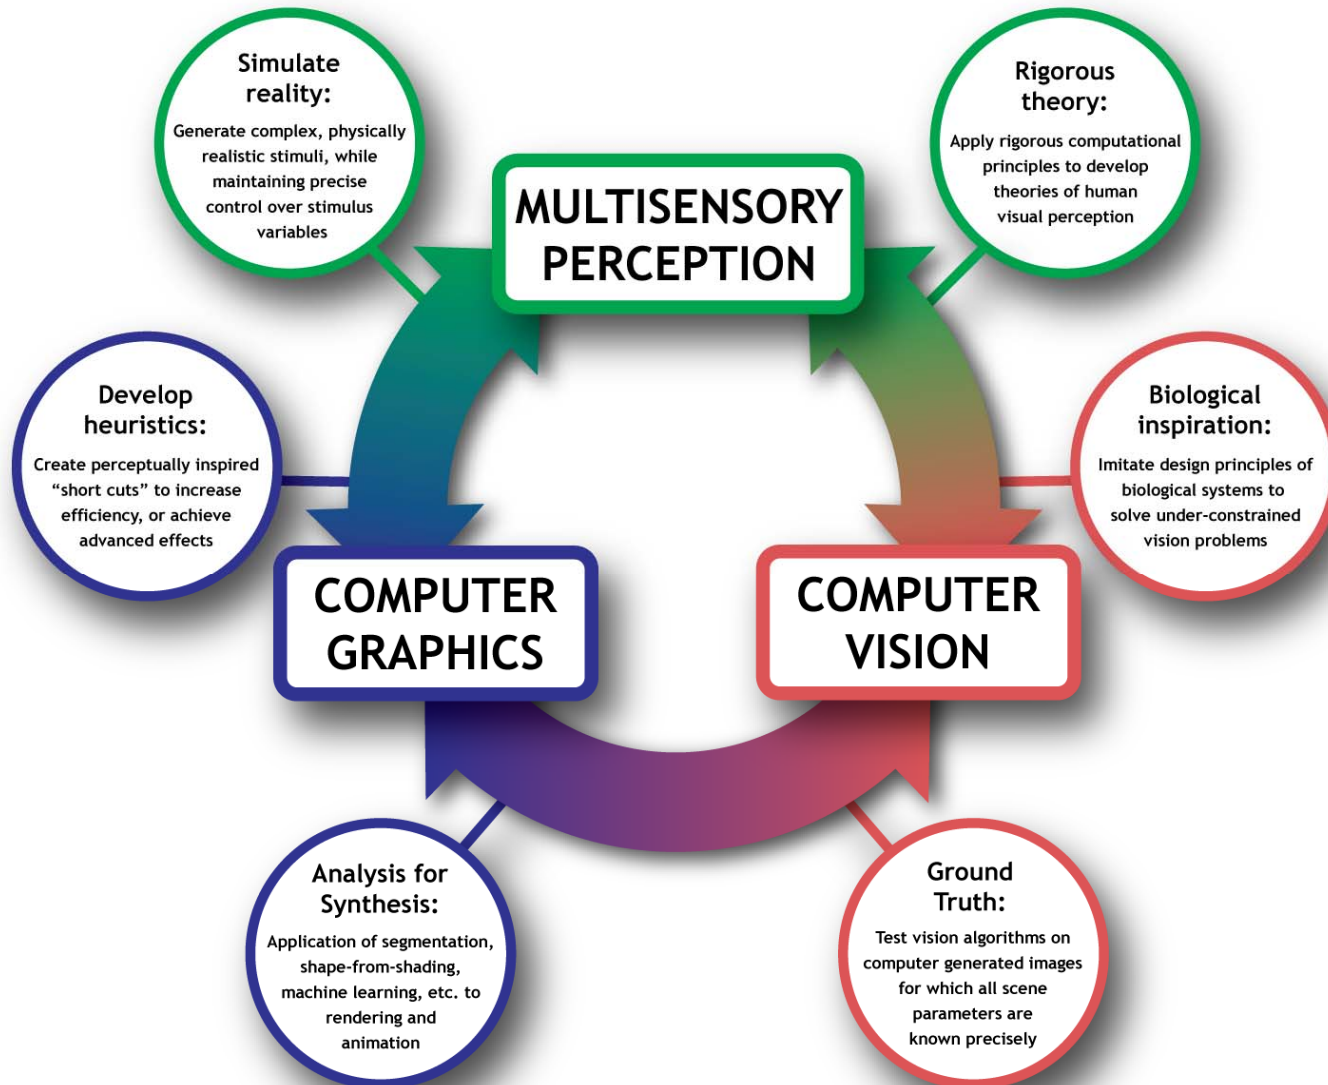 Simulate
reality:
Generate complex, physically
realistic stimuli, while
maintaining precise
control over stimulus
variables
Rigorous
theory:
Apply rigorous computational
principles to develop
theories of human
visual perception
MULTISENSORY
PERCEPTION
Develop
heuristics:
Create perceptually inspired
“short cuts” to increase
efficiency, or achieve
advanced effects
Biological
inspiration:
Imitate design principles of
biological systems to
solve under-constrained
vision problems
COMPUTER
GRAPHICS
COMPUTER
VISION
Analysis for
Synthesis:
Application of segmentation,
shape-from-shading,
machine learning, etc. to
rendering and
animation
Ground
Truth:
Test vision algorithms on
computer generated images
for which all scene
parameters are
known precisely